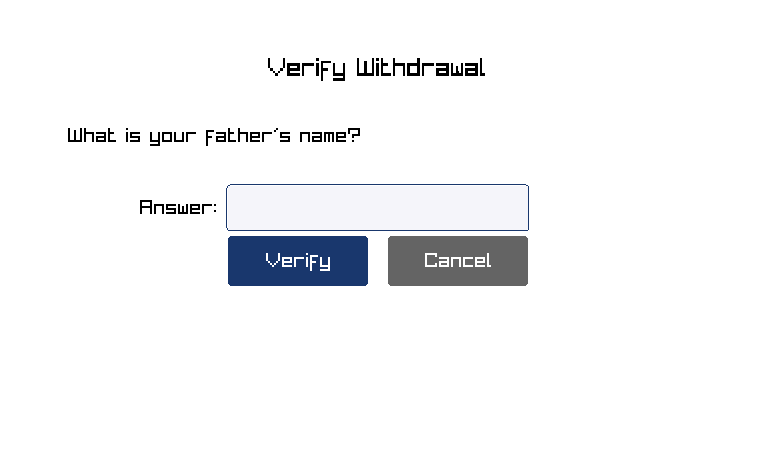 Verify Withdrawal
What is your father's name?
Answer:
Verify Cancel